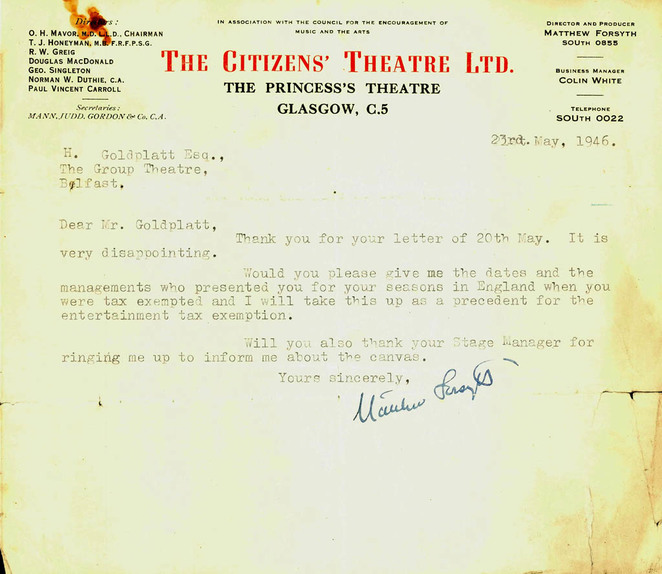 Directors:
O. H. MAVOR, M.D. L.L.D., CHAIRMAN
T. J. HONEYMAN, M.B. F.R.F.P.S.G.
R. W. GREIG
DOUGLAS MACDONALD
GEO. SINGLETON
NORMAN W. DUTHIE, C.A.
PAUL VINCENT CARROLL
Secretaries:
MANN, JUDD, GORDON & Co. C.A.
IN ASSOCIATION WITH THE COUNCIL FOR THE ENCOURAGEMENT OF
MUSIC AND THE ARTS
THE CITIZENS' THEATRE LTD.
THE PRINCESS'S THEATRE
GLASGOW, C.5
DIRECTOR AND PRODUCER
MATTHEW FORSYTH
SOUTH 0855
BUSINESS MANAGER
COLIN WHITE
TELEPHONE
SOUTH 0022
23rd. May, 1946.
H. Goldplatt Esq.,
The Group Theatre,
Belfast.
Dear Mr. Goldplatt,
Thank you for your letter of 20th May. It is
very disappointing.
Would you please give me the dates and the
managements who presented you for your seasons in England when you
were tax exempted and I will take this up as a precedent for the
entertainment tax exemption.
Will you also thank your Stage Manager for
ringing me up to inform me about the canvas.
Yours sincerely,
Matthew Forsyth